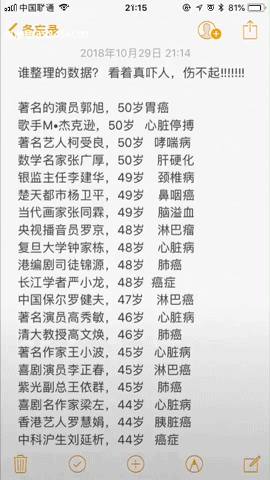 中国联通 21:15 81%
备忘录
2018年10月29日 21:14
谁整理的数据? 看着真吓人，伤不起!!!!!!!
著名的演员郭旭，50岁胃癌
歌手M•杰克逊，50岁 心脏停搏
著名艺人柯受良，50岁 哮喘病
数学名家张广厚，50岁 肝硬化
银监主任李建华，49岁 颈椎病
楚天都市杨卫平，49岁 鼻咽癌
当代画家张同霖，49岁 脑溢血
央视播音员罗京，48岁 淋巴瘤
复旦大学钟家栋，48岁 心脏病
港编剧司徒锦源，48岁 肺癌
长江学者严小龙，48岁 癌症
中国保尔罗健夫，47岁 淋巴癌
著名演员高秀敏，46岁 心脏病
清大教授高文焕，46岁 肺癌
著名作家王小波，45岁 心脏病
喜剧演员李正春，45岁 淋巴癌
紫光副总王依群，45岁 肺癌
喜剧名作家梁左，44岁 心脏病
香港艺人罗慧娟，44岁 胰脏癌
中科沪生刘延析，44岁 癌症